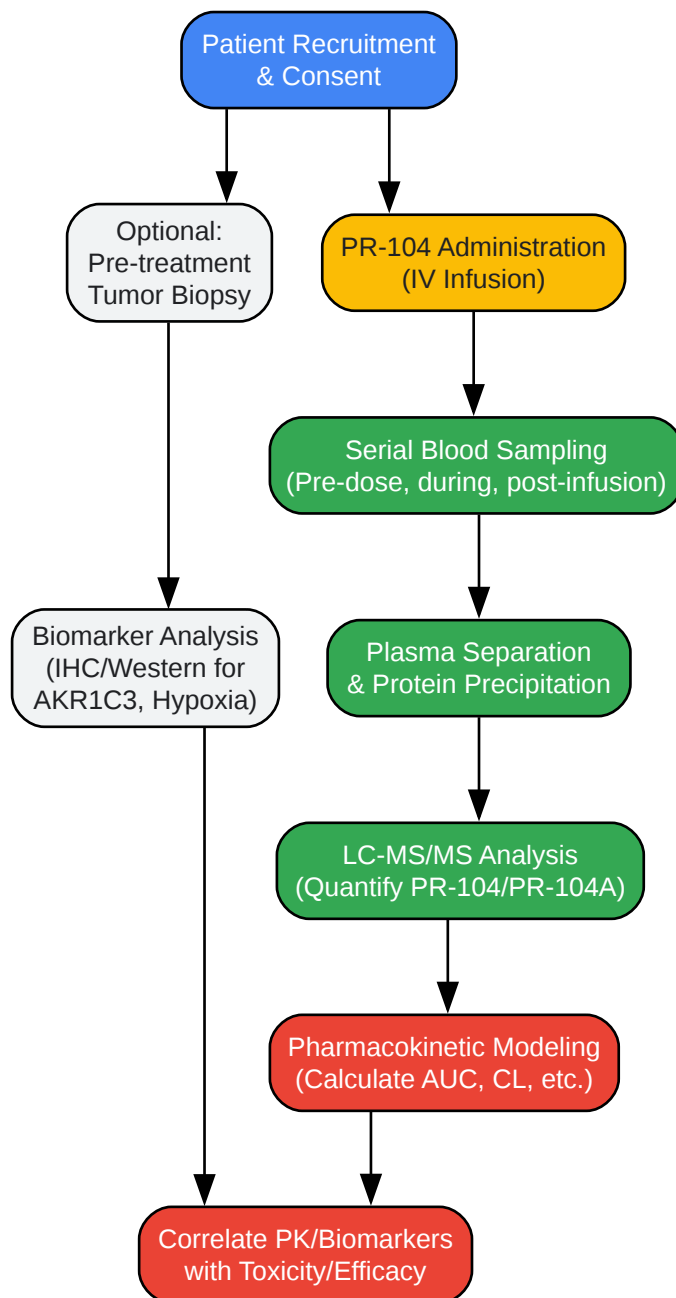 Patient Recruitment
& Consent
Optional:
Pre-treatment
Tumor Biopsy
PR-104 Administration
(IV Infusion)
Serial Blood Sampling
(Pre-dose, during, post-infusion)
Biomarker Analysis
(IHC/Western for
AKR1C3, Hypoxia)
Plasma Separation
& Protein Precipitation
LC-MS/MS Analysis
(Quantify PR-104/PR-104A)
Pharmacokinetic Modeling
(Calculate AUC, CL, etc.)
Correlate PK/Biomarkers
with Toxicity/Efficacy